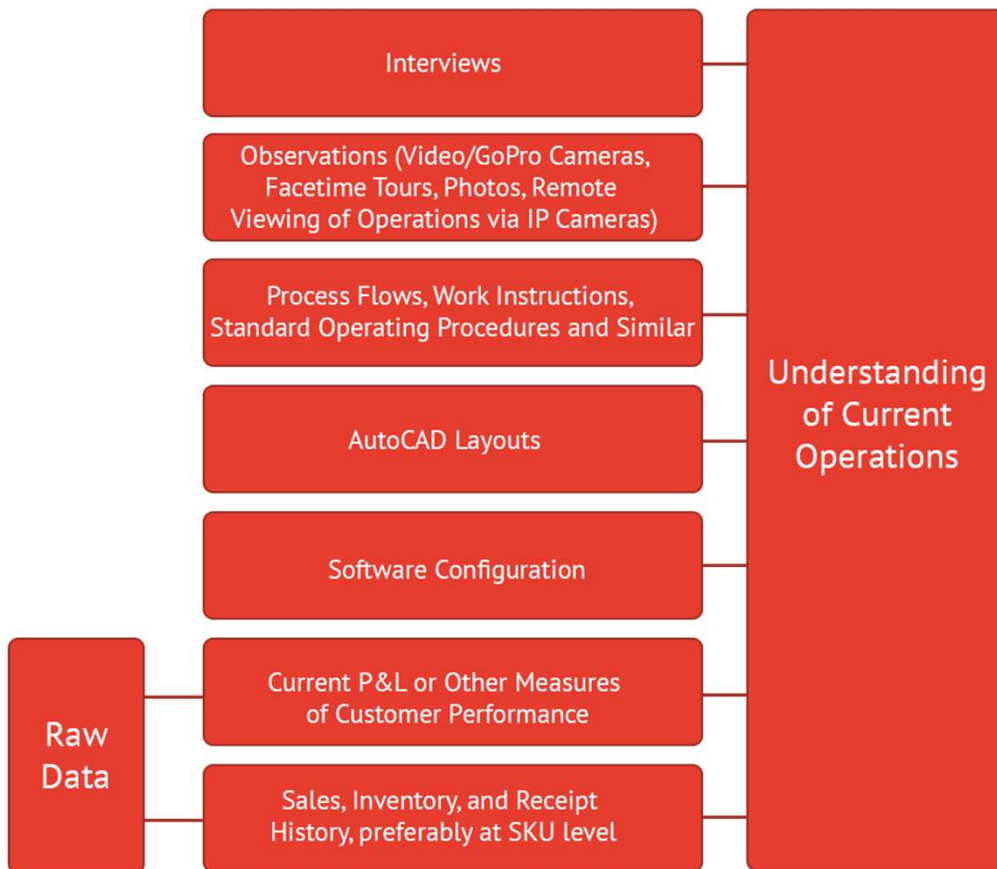 Interviews
Observations (Video/GoPro Cameras,
Facetime Tours, Photos, Remote
Viewing of Operations via IP Cameras)
Process Flows, Work Instructions,
Standard Operating Procedures and Similar
AutoCAD Layouts
Software Configuration
Current P&L or Other Measures
of Customer Performance
Sales, Inventory, and Receipt
History, preferably at SKU level
Raw
Data
Understanding
of Current
Operations